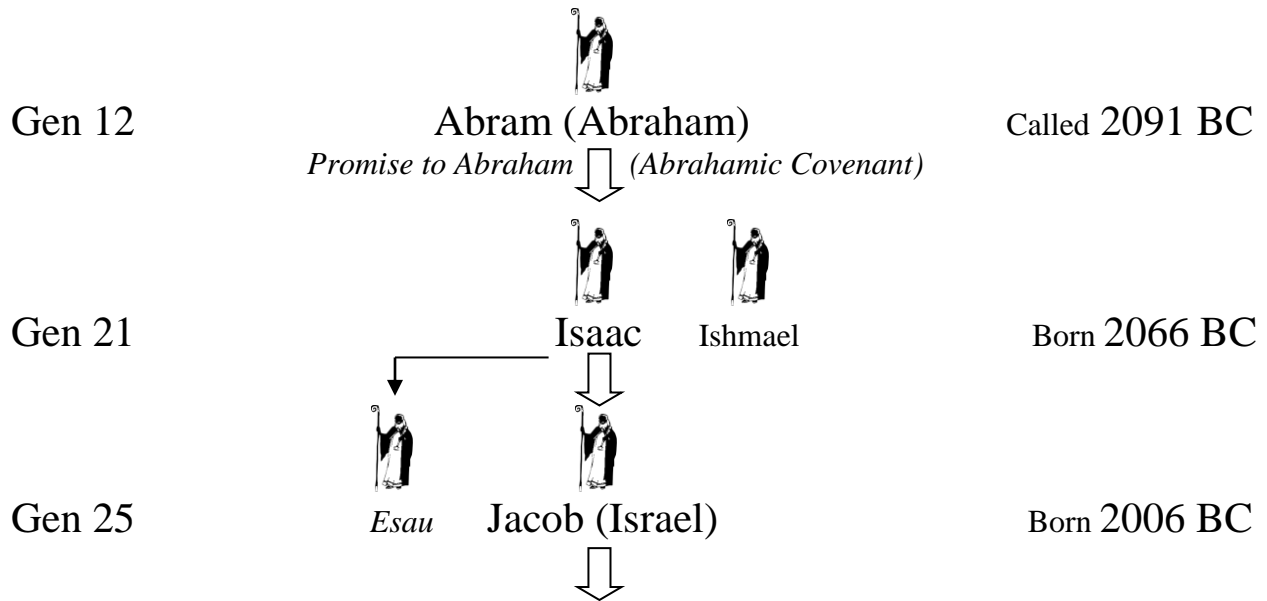 Gen 12 Abram (Abraham) Called 2091 BC
Promise to Abraham (Abrahamic Covenant)
Gen 21 Isaac Ishmael Born 2066 BC
Gen 25 Esau Jacob (Israel) Born 2006 BC